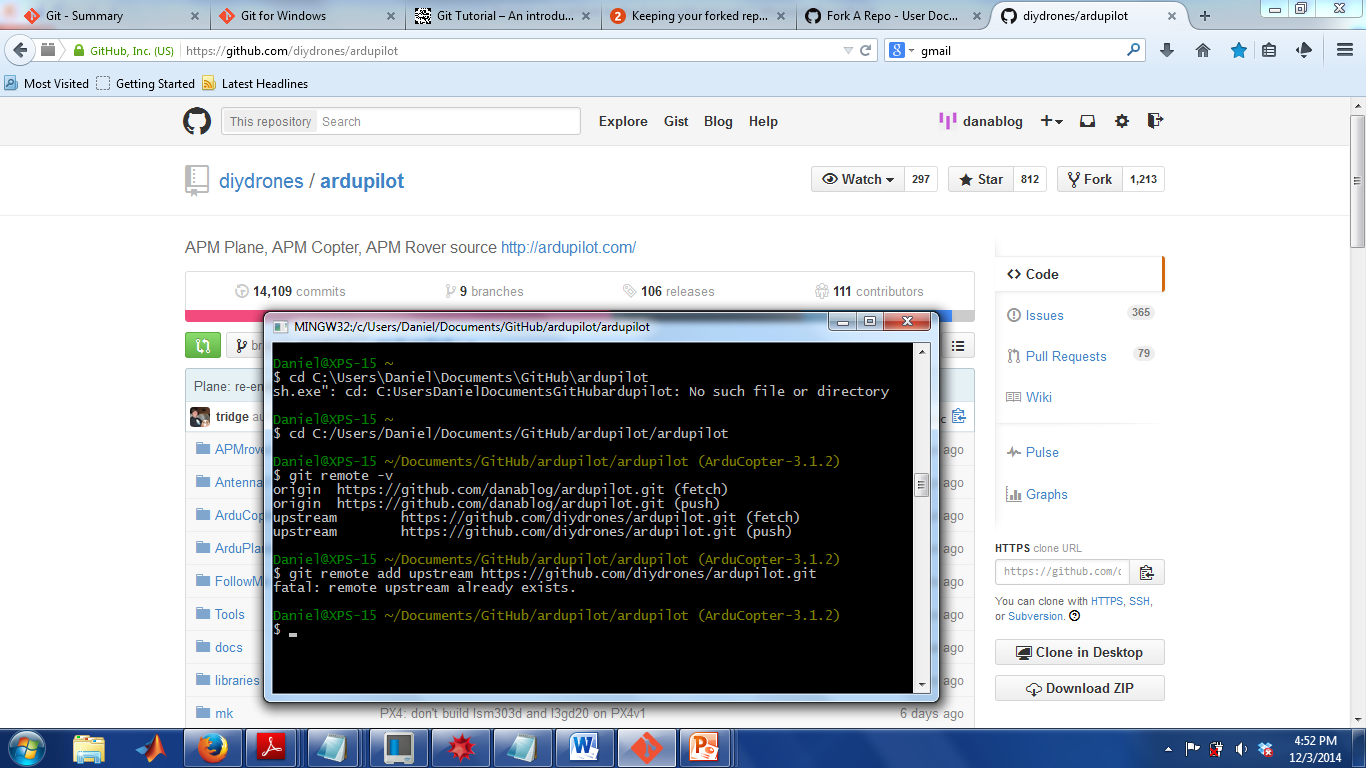 Git - Summary
Git for Windows
Git Tutorial – An introdu...
Keeping your forked rep...
Fork A Repo - User Doc...
diydrones/ardupilot
GitHub, Inc. (US)
https://github.com/diydrones/ardupilot
gmail
Most Visited
Getting Started
Latest Headlines
This repository
Search
Explore
Gist
Blog
Help
danablog
diydrones / ardupilot
Watch
297
Star
812
Fork
1,213
APM Plane, APM Copter, APM Rover source http://ardupilot.com/
14,109 commits
9 branches
106 releases
111 contributors
Code
Issues
365
Pull Requests
79
Wiki
Pulse
Graphs
HTTPS clone URL
https://github.com/
You can clone with HTTPS, SSH,
or Subversion.
Clone in Desktop
Download ZIP
Plane: re-en
tridge au
APMrove
ago
Antenna
ago
ArduCop
ago
ArduPlan
ago
FollowM
ago
Tools
ago
docs
ago
libraries
ago
mk
PX4: don't build lsm303d and l3gd20 on PX4v1
6 days ago
MINGW32:/c/Users/Daniel/Documents/GitHub/ardupilot/ardupilot
Daniel@XPS-15 ~
$ cd C:\Users\Daniel\Documents\GitHub\ardupilot
sh.exe": cd: C:UsersDanielDocumentsGitHubardupilot: No such file or directory
Daniel@XPS-15 ~
$ cd C:/Users/Daniel/Documents/GitHub/ardupilot/ardupilot
Daniel@XPS-15 ~/Documents/GitHub/ardupilot/ardupilot (ArduCopter-3.1.2)
$ git remote -v
origin  https://github.com/danablog/ardupilot.git (fetch)
origin  https://github.com/danablog/ardupilot.git (push)
upstream        https://github.com/diydrones/ardupilot.git (fetch)
upstream        https://github.com/diydrones/ardupilot.git (push)
Daniel@XPS-15 ~/Documents/GitHub/ardupilot/ardupilot (ArduCopter-3.1.2)
$ git remote add upstream https://github.com/diydrones/ardupilot.git
fatal: remote upstream already exists.
Daniel@XPS-15 ~/Documents/GitHub/ardupilot/ardupilot (ArduCopter-3.1.2)
$
4:52 PM
12/3/2014